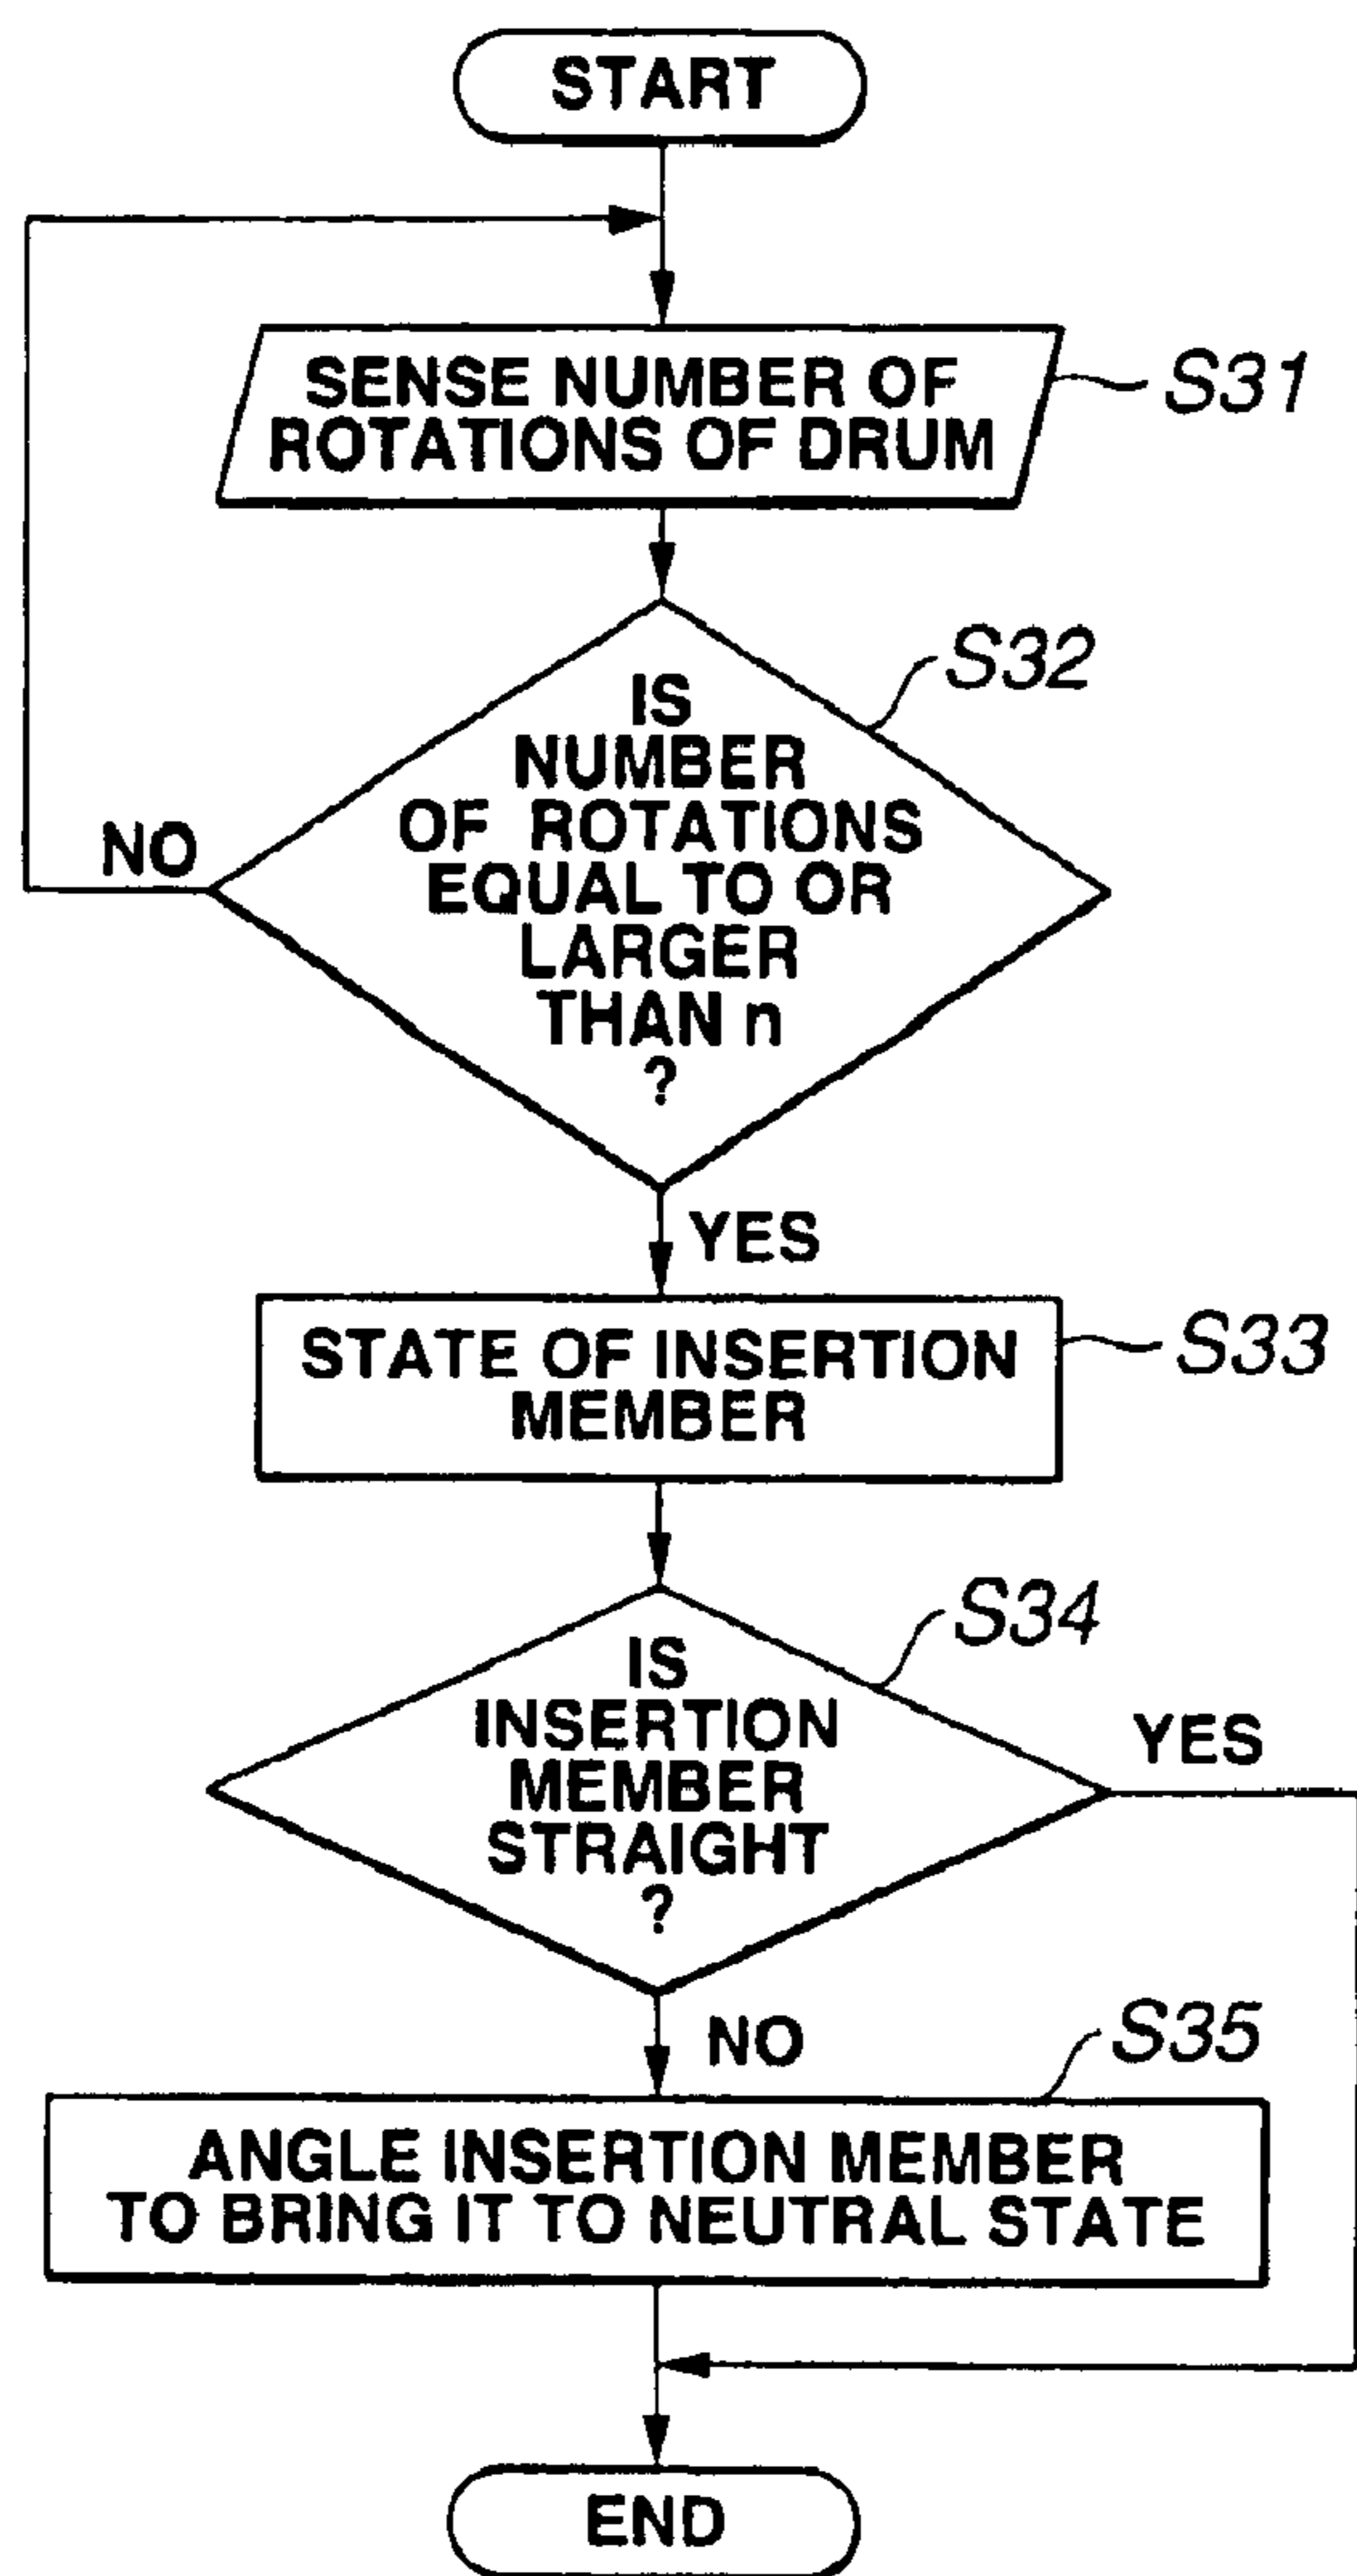 START
SENSE NUMBER OF
ROTATIONS OF DRUM
S31
S32
IS
NUMBER
OF ROTATIONS
EQUAL TO OR
LARGER
THAN n
?
NO
YES
STATE OF INSERTION
MEMBER
S33
S34
IS
INSERTION
MEMBER
STRAIGHT
?
YES
NO
S35
ANGLE INSERTION MEMBER
TO BRING IT TO NEUTRAL STATE
END